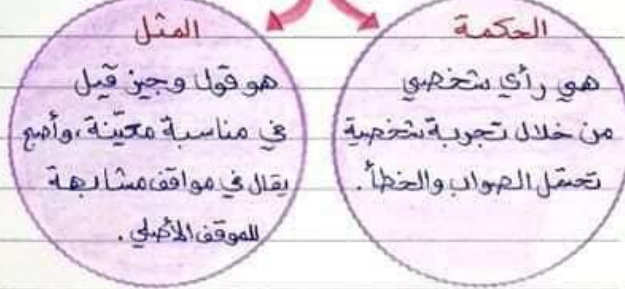 الحكمة
هي رأي شخصي
من خلال تجربة شخصية
تحتمل الصواب والخطأ.
المثل
هو قول وجيز قيل
في مناسبة معيّنة، وأصبح
يقال في مواقف مشابهة
للموقف الأصلي.